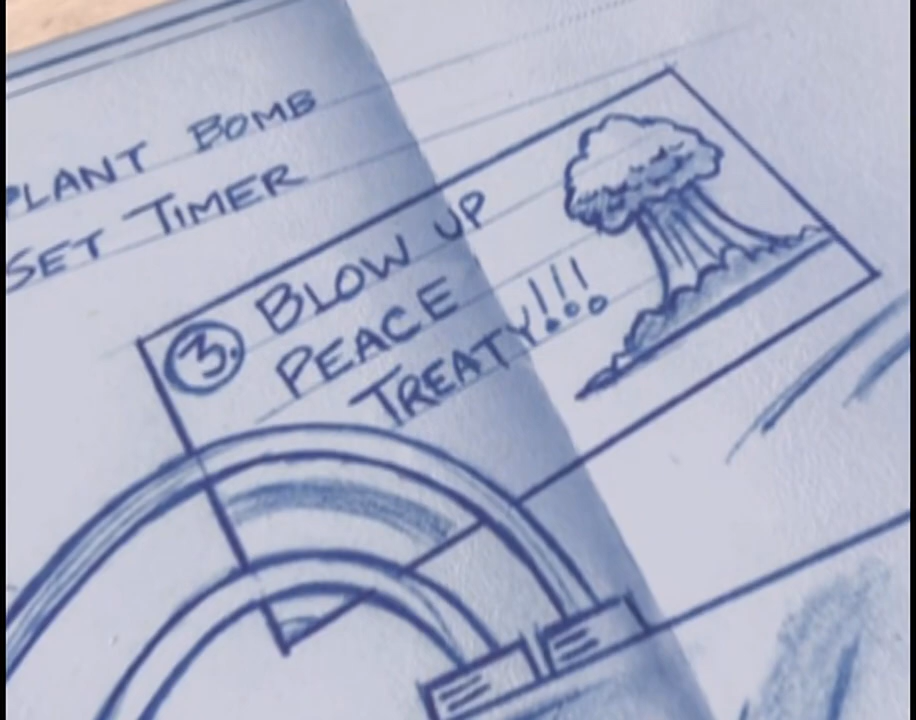 PLANT BOMB
SET TIMER
3. BLOW UP
PEACE
TREATY!!!